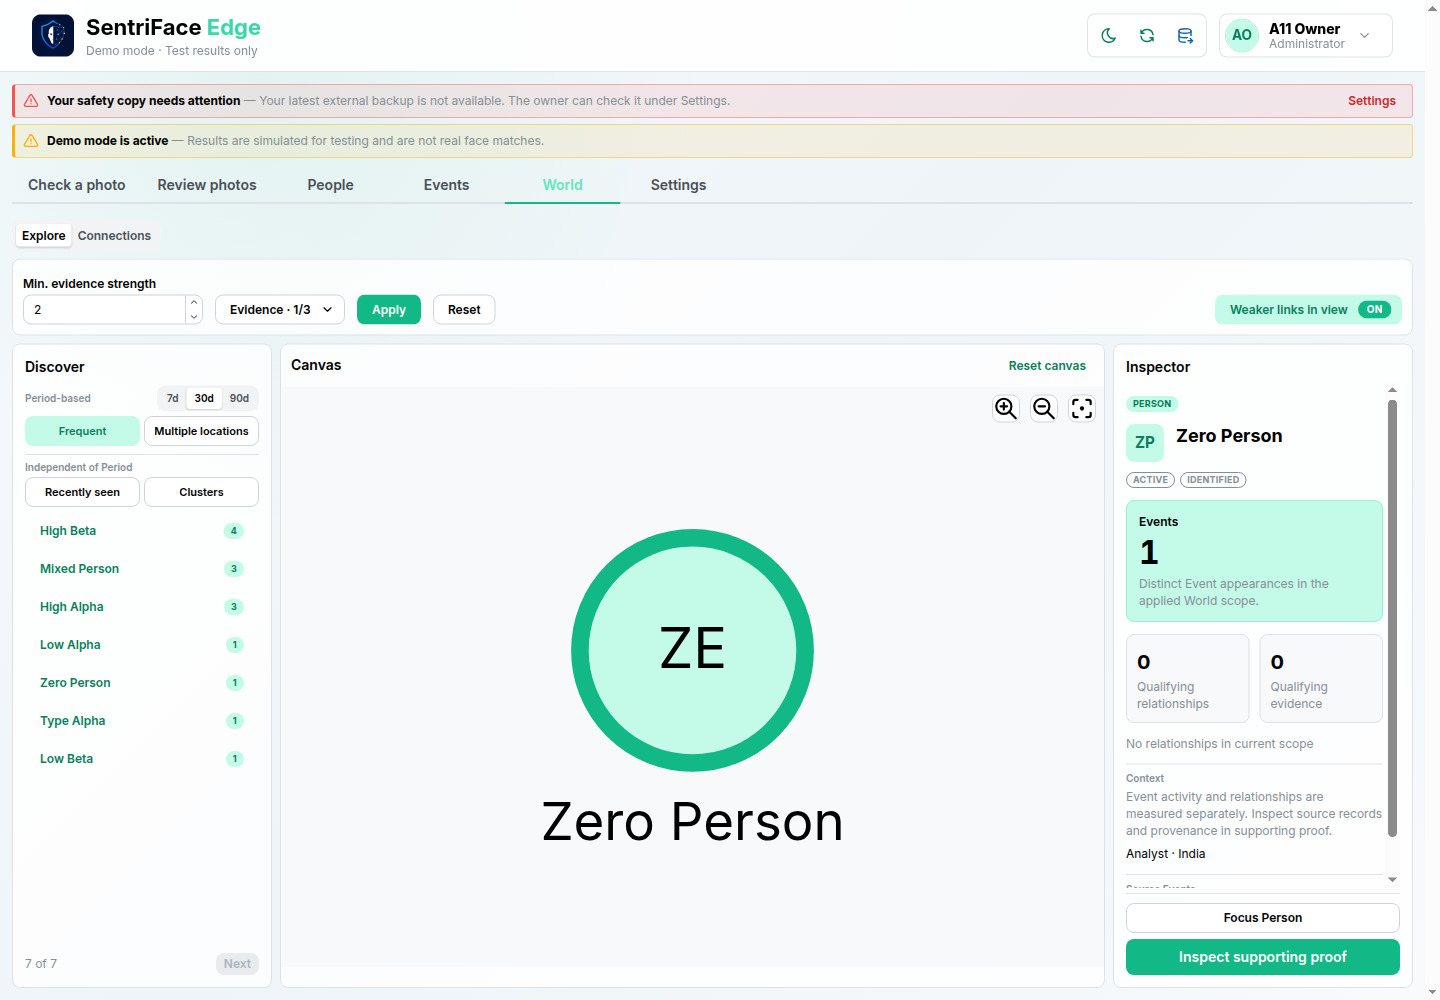 SentriFace Edge
Demo mode · Test results only
AO
A11 Owner
Administrator
Your safety copy needs attention — Your latest external backup is not available. The owner can check it under Settings.
Settings
Demo mode is active — Results are simulated for testing and are not real face matches.
Check a photo
Review photos
People
Events
World
Settings
Explore
Connections
Min. evidence strength
2
Evidence · 1/3
Apply
Reset
Weaker links in view ON
Discover
Period-based
7d
30d
90d
Frequent
Multiple locations
Independent of Period
Recently seen
Clusters
High Beta 4
Mixed Person 3
High Alpha 3
Low Alpha 1
Zero Person 1
Type Alpha 1
Low Beta 1
7 of 7
Next
Canvas
Reset canvas
ZE
Zero Person
Inspector
PERSON
ZP
Zero Person
ACTIVE
IDENTIFIED
Events
1
Distinct Event appearances in the
applied World scope.
0
Qualifying
relationships
0
Qualifying
evidence
No relationships in current scope
Context
Event activity and relationships are
measured separately. Inspect source records
and provenance in supporting proof.
Analyst · India
Source Events
Focus Person
Inspect supporting proof